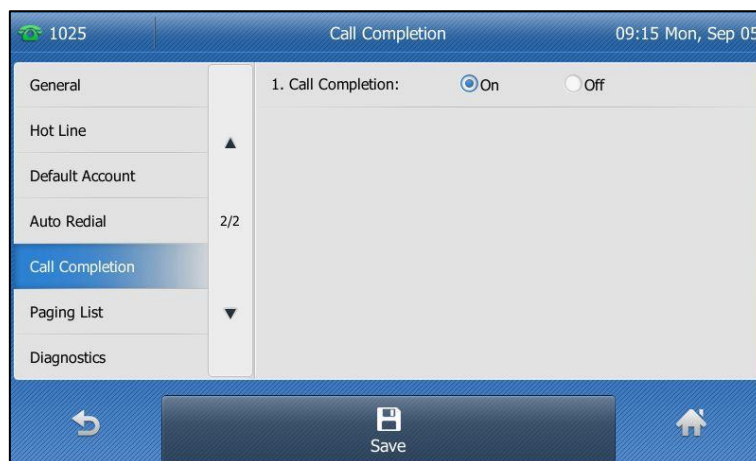 1025 Call Completion 09:15 Mon, Sep 05
General
Hot Line
Default Account
Auto Redial
Call Completion
Paging List
Diagnostics
2/2
1. Call Completion: On Off
Save